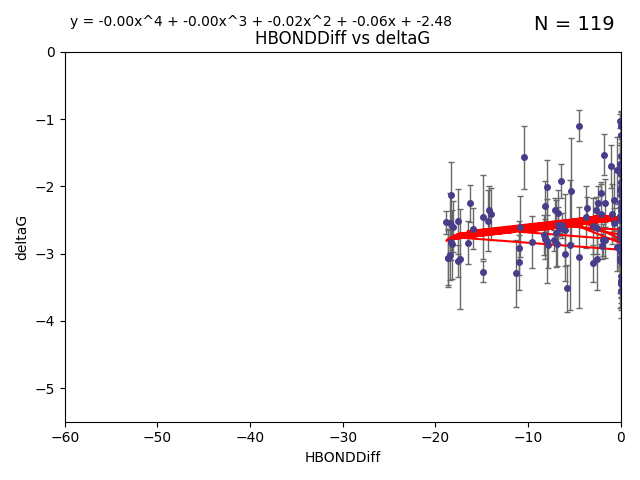 y = -0.00x^4 + -0.00x^3 + -0.02x^2 + -0.06x + -2.48
N = 119
HBONDDiff vs deltaG
0
−1
−2
−3
−4
−5
deltaG
−60
−50
−40
−30
−20
−10
0
HBONDDiff